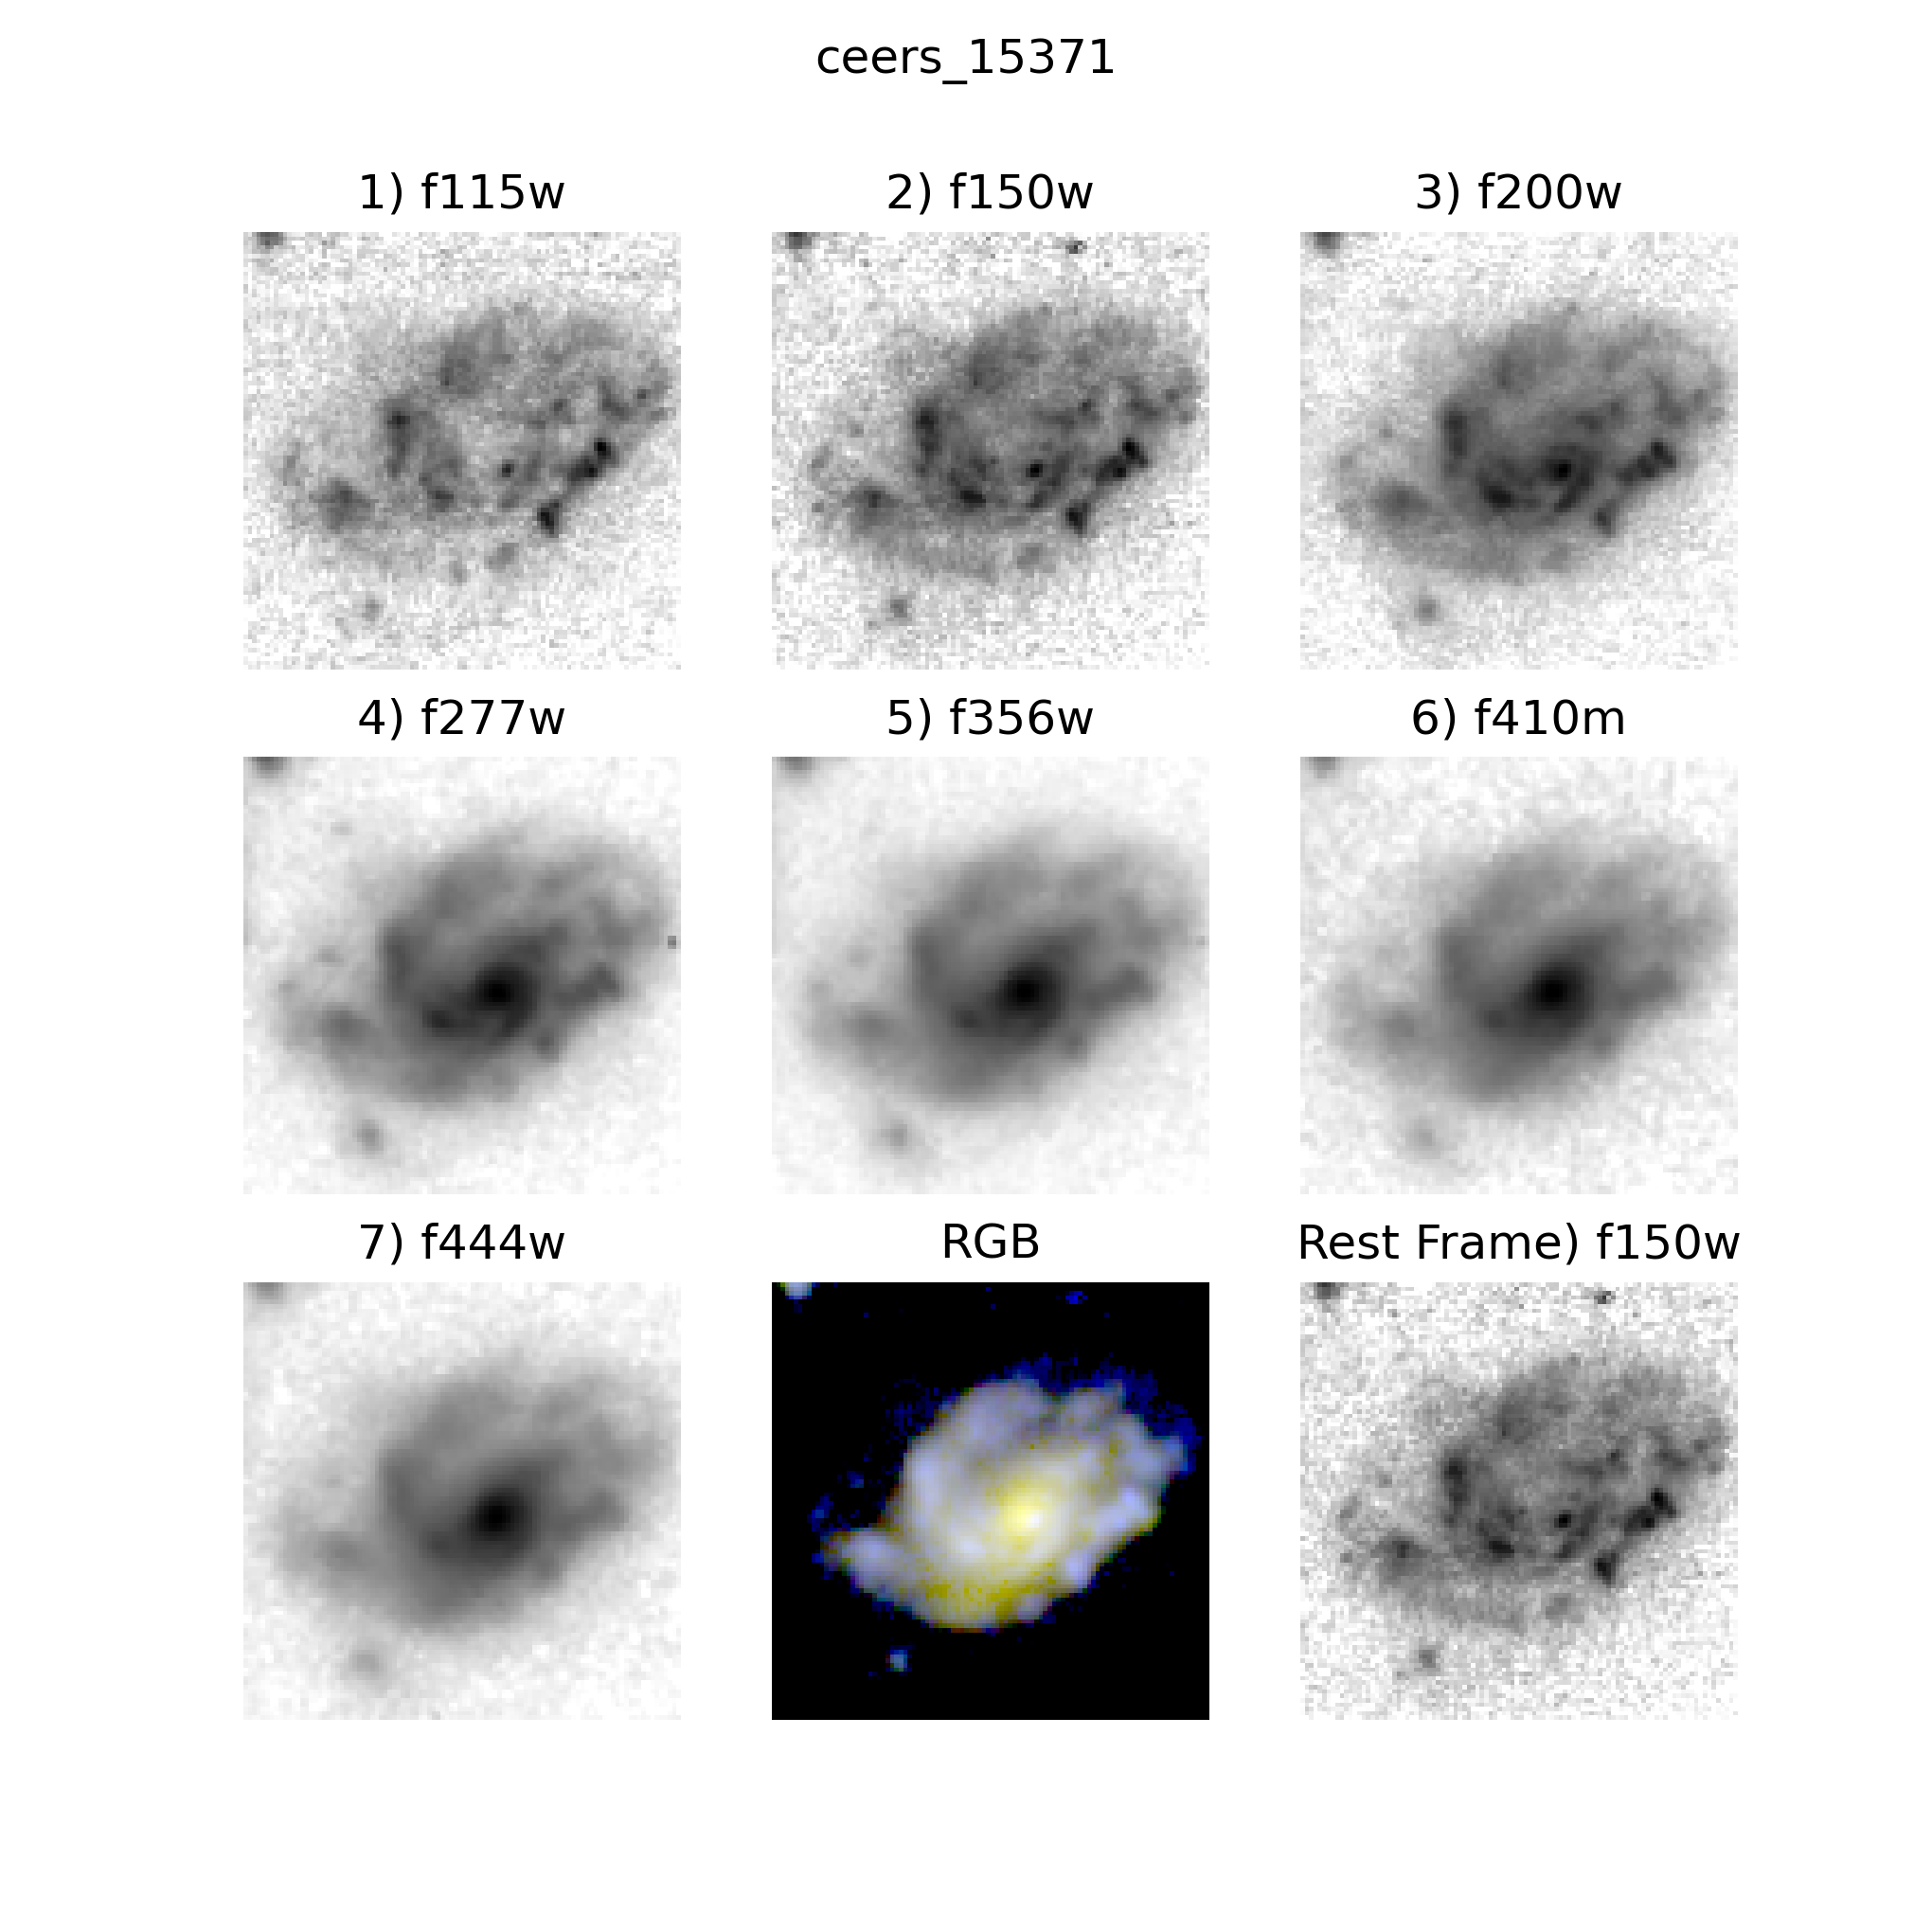 ceers_15371
1) f115w
2) f150w
3) f200w
4) f277w
5) f356w
6) f410m
7) f444w
RGB
Rest Frame) f150w